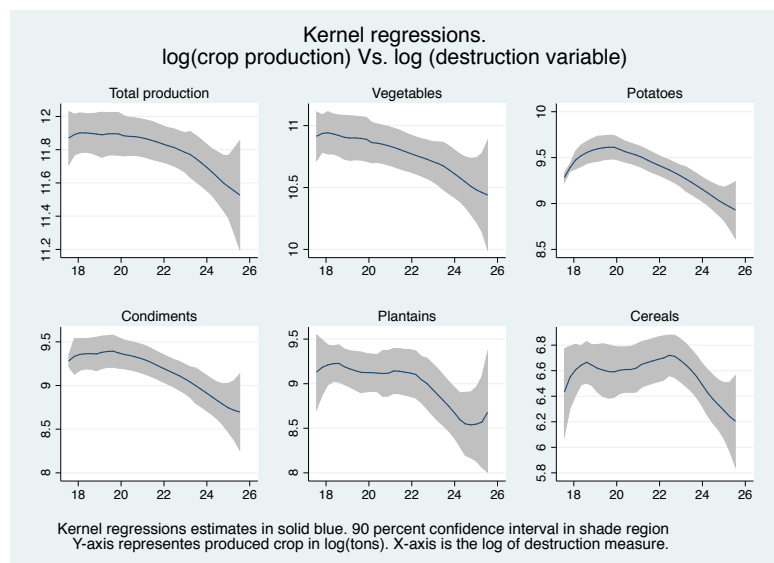 Kernel regressions.
log(crop production) Vs. log (destruction variable)
Total production
12
11.8
11.6
11.4
11.2
18 20 22 24 26
Vegetables
11
10.5
10
18 20 22 24 26
Potatoes
10
9.5
9
8.5
18 20 22 24 26
Condiments
9.5
9
8.5
8
18 20 22 24 26
Plantains
9.5
9
8.5
8
18 20 22 24 26
Cereals
6.8
6.6
6.4
6.2
6
5.8
18 20 22 24 26
Kernel regressions estimates in solid blue. 90 percent confidence interval in shade region
Y-axis representes produced crop in log(tons). X-axis is the log of destruction measure.